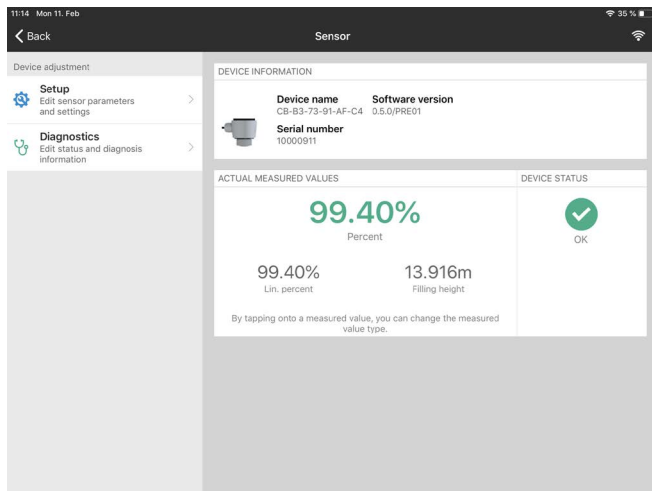 11:14 Mon 11. Feb
35 %
Back
Sensor
Device adjustment
Setup
Edit sensor parameters
and settings
Diagnostics
Edit status and diagnosis
information
DEVICE INFORMATION
Device name
CB-B3-73-91-AF-C4
Software version
0.5.0/PRE01
Serial number
10000911
ACTUAL MEASURED VALUES
99.40%
Percent
99.40%
Lin. percent
13.916m
Filling height
By tapping onto a measured value, you can change the measured
value type.
DEVICE STATUS
OK